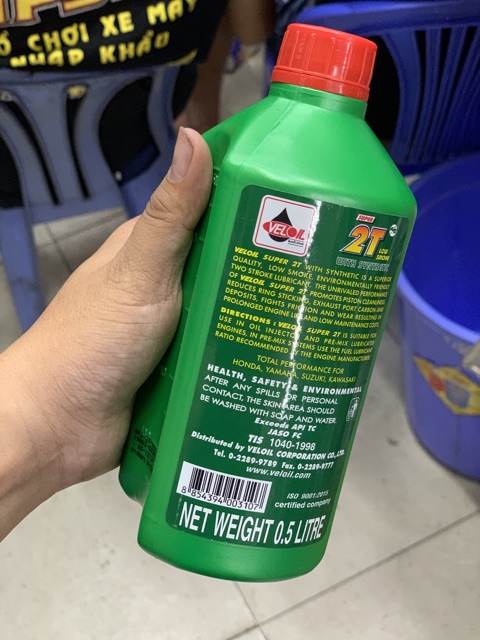 Ồ CHƠI XE MÁY
NHẬP KHẨU
VELOIL
SUPER
2T LOW SMOKE
WITH SYNTHETIC
VELOIL SUPER 2T WITH SYNTHETIC IS A SUPERIOR
QUALITY, LOW SMOKE, ENVIRONMENTALLY FRIENDLY
TWO STROKE LUBRICANT. THE UNRIVALED PERFORMANCE
OF VELOIL SUPER 2T PROMOTES PISTON CLEANLINESS,
REDUCES RING STICKING, EXHAUST PORT CARBON AND
DEPOSITS, FIGHTS FRICTION AND WEAR RESULTING IN
PROLONGED ENGINE LIFE AND LOW MAINTENANCE COSTS.
DIRECTIONS : VELOIL SUPER 2T IS SUITABLE FOR
USE IN OIL INJECTOR AND PRE-MIX LUBRICATED
ENGINES, IN PRE-MIX SYSTEMS USE THE FUEL LUBRICANT
RATIO RECOMMENDED BY THE ENGINE MANUFACTURER.
TOTAL PERFORMANCE FOR
HONDA, YAMAHA, SUZUKI, KAWASAKI
HEALTH, SAFETY & ENVIRONMENTAL
AFTER ANY SPILLS OR PERSONAL
CONTACT, THE SKIN AREA SHOULD
BE WASHED WITH SOAP AND WATER.
Exceeds API TC
JASO FC
TIS 1040-1998
Distributed by VELOIL CORPORATION CO., LTD.
Tel. 0-2289-9789 Fax. 0-2289-9777
www.veloil.com
8 854394 003107
ISO 9001:2015
certified company
NET WEIGHT 0.5 LITRE